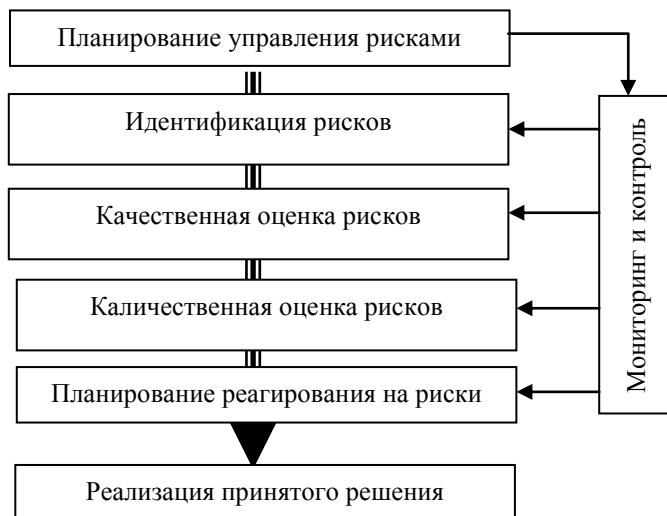 Планирование управления рисками
Идентификация рисков
Качественная оценка рисков
Каличественная оценка рисков
Планирование реагирования на риски
Реализация принятого решения
Мониторинг и контроль